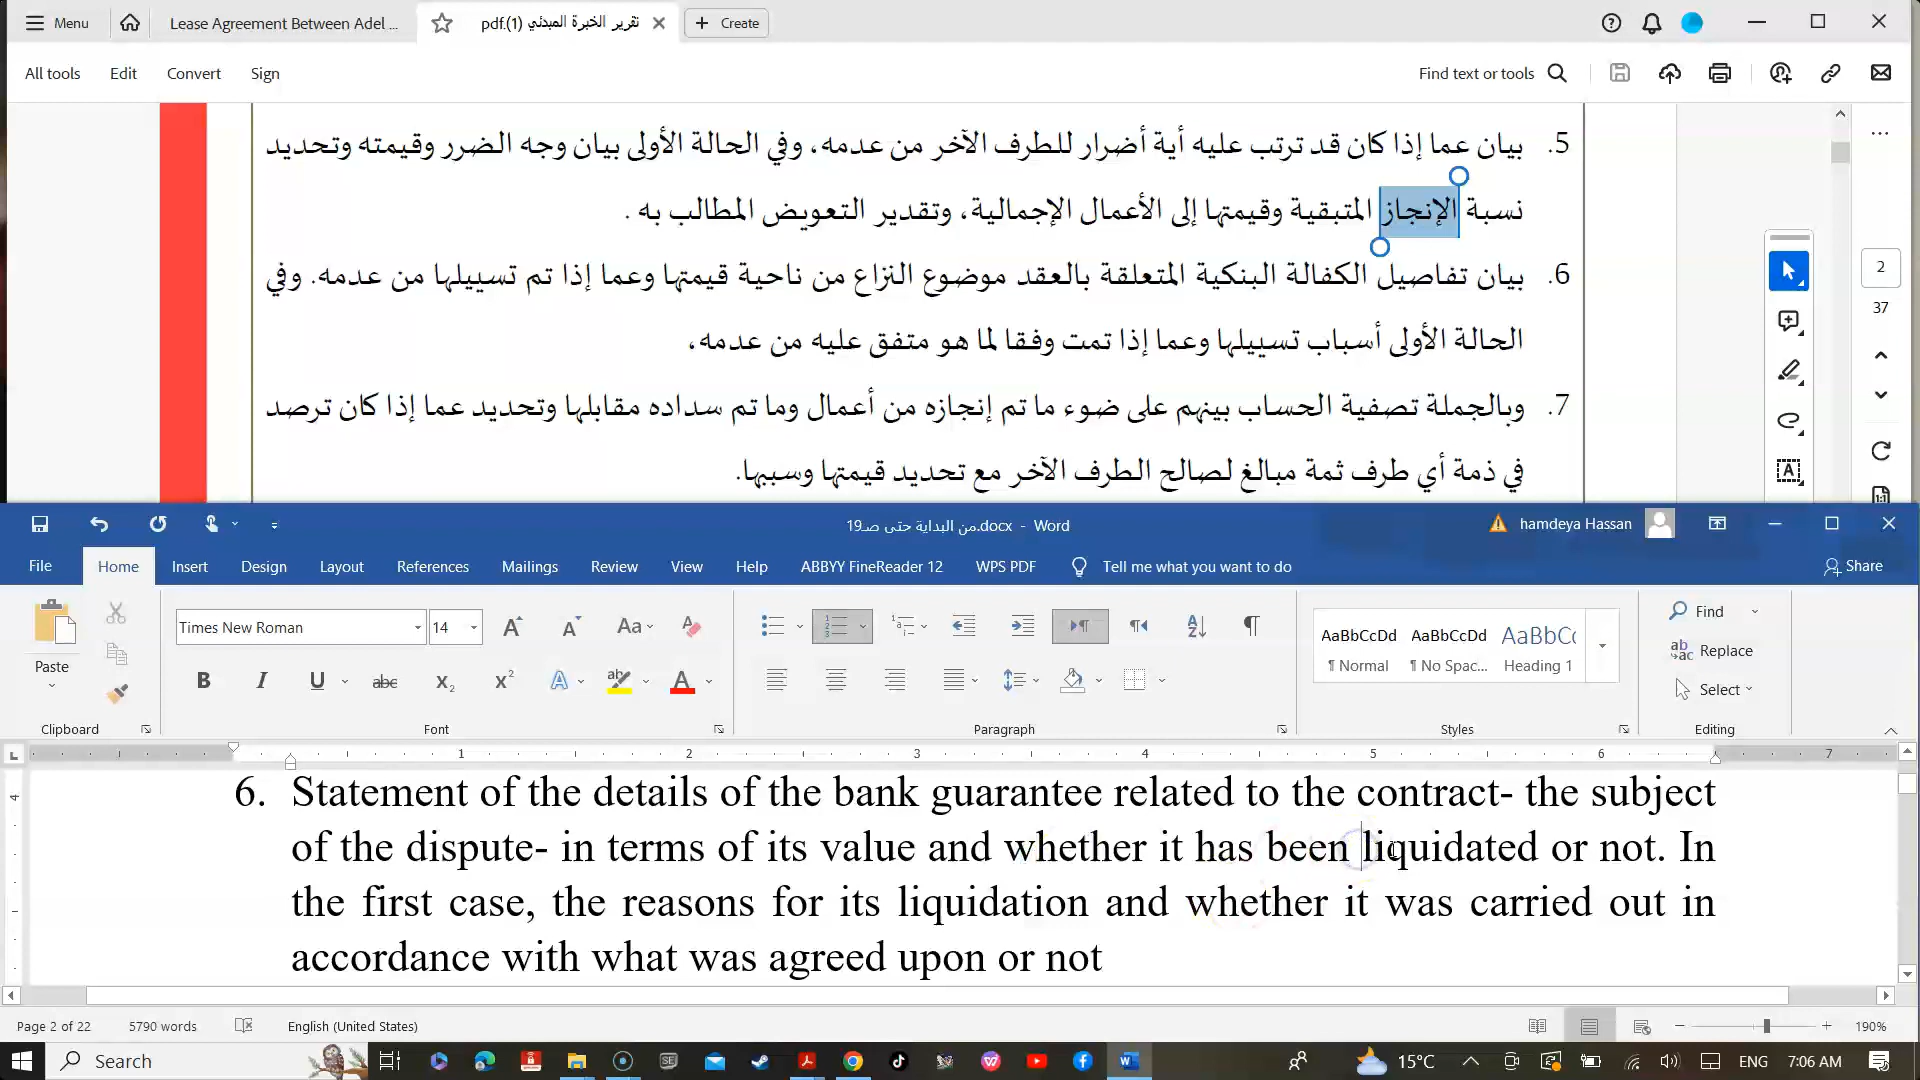 Menu
Lease Agreement Between Adel ...
تقرير الخبرة المبدئي (1).pdf
Create
All tools
Edit
Convert
Sign
Find text or tools
5. بيان عما إذا كان قد ترتب عليه أية أضرار للطرف الآخر من عدمه، وفي الحالة الأولى بيان وجه الضرر وقيمته وتحديد
نسبة الإنجاز المتبقية وقيمتها إلى الأعمال الإجمالية، وتقدير التعويض المطالب به .
6. بيان تفاصيل الكفالة البنكية المتعلقة بالعقد موضوع النزاع من ناحية قيمتها وعما إذا تم تسييلها من عدمه. وفي
الحالة الأولى أسباب تسييلها وعما إذا تمت وفقا لما هو متفق عليه من عدمه،
7. وبالجملة تصفية الحساب بينهم على ضوء ما تم إنجازه من أعمال وما تم سداده مقابلها وتحديد عما إذا كان ترصد
في ذمة أي طرف ثمة مبالغ لصالح الطرف الآخر مع تحديد قيمتها وسببها.
2
37
من البداية حتى صـ19.docx - Word
hamdeya Hassan
File
Home
Insert
Design
Layout
References
Mailings
Review
View
Help
ABBYY FineReader 12
WPS PDF
Tell me what you want to do
Share
Paste
Clipboard
Times New Roman
14
Font
Paragraph
AaBbCcDd
¶ Normal
AaBbCcDd
¶ No Spac...
AaBbCc
Heading 1
Styles
Find
Replace
Select
Editing
1 2 3 4 5 6 7
6. Statement of the details of the bank guarantee related to the contract- the subject
of the dispute- in terms of its value and whether it has been liquidated or not. In
the first case, the reasons for its liquidation and whether it was carried out in
accordance with what was agreed upon or not
Page 2 of 22
5790 words
English (United States)
190%
Search
15°C
ENG
7:06 AM